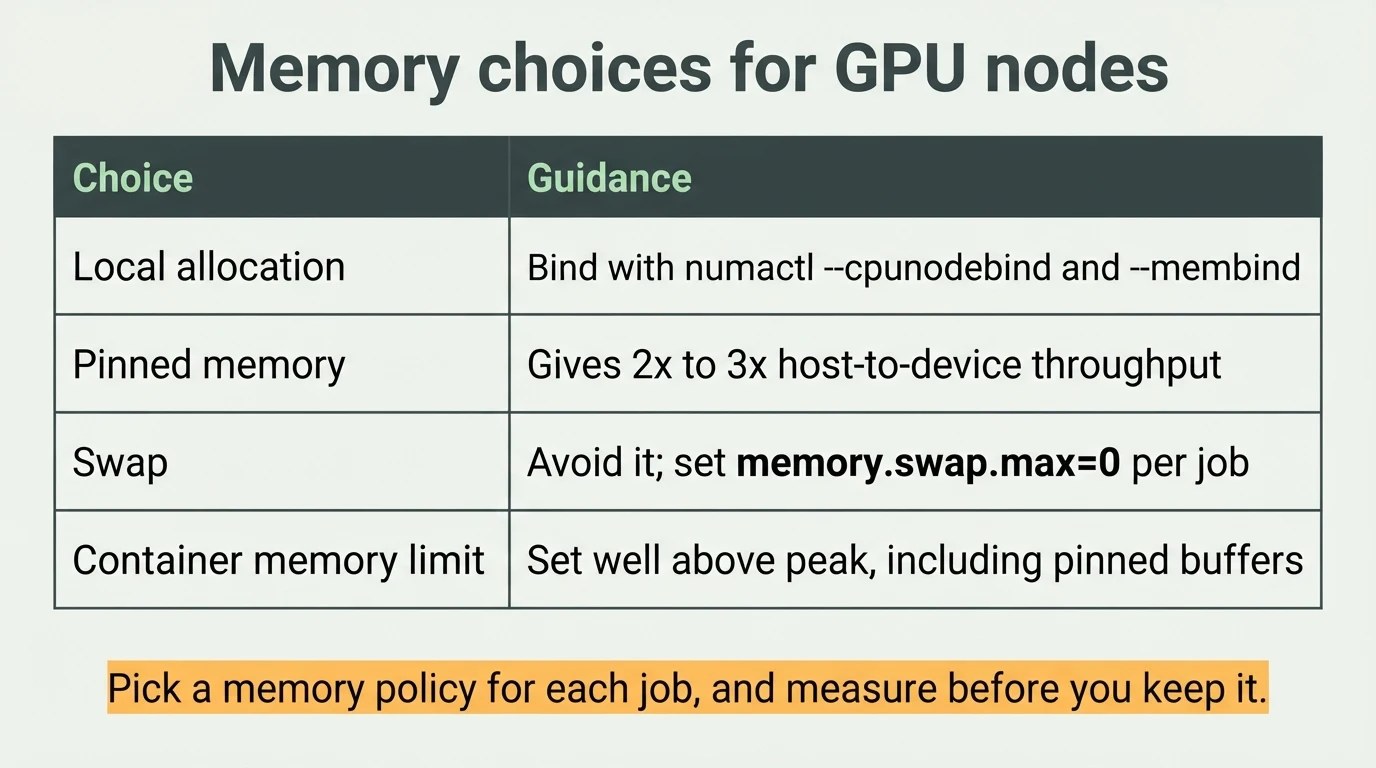 Memory choices for GPU nodes
Choice
Guidance
Local allocation
Bind with numactl --cpunodebind and --membind
Pinned memory
Gives 2x to 3x host-to-device throughput
Swap
Avoid it; set memory.swap.max=0 per job
Container memory limit
Set well above peak, including pinned buffers
Pick a memory policy for each job, and measure before you keep it.